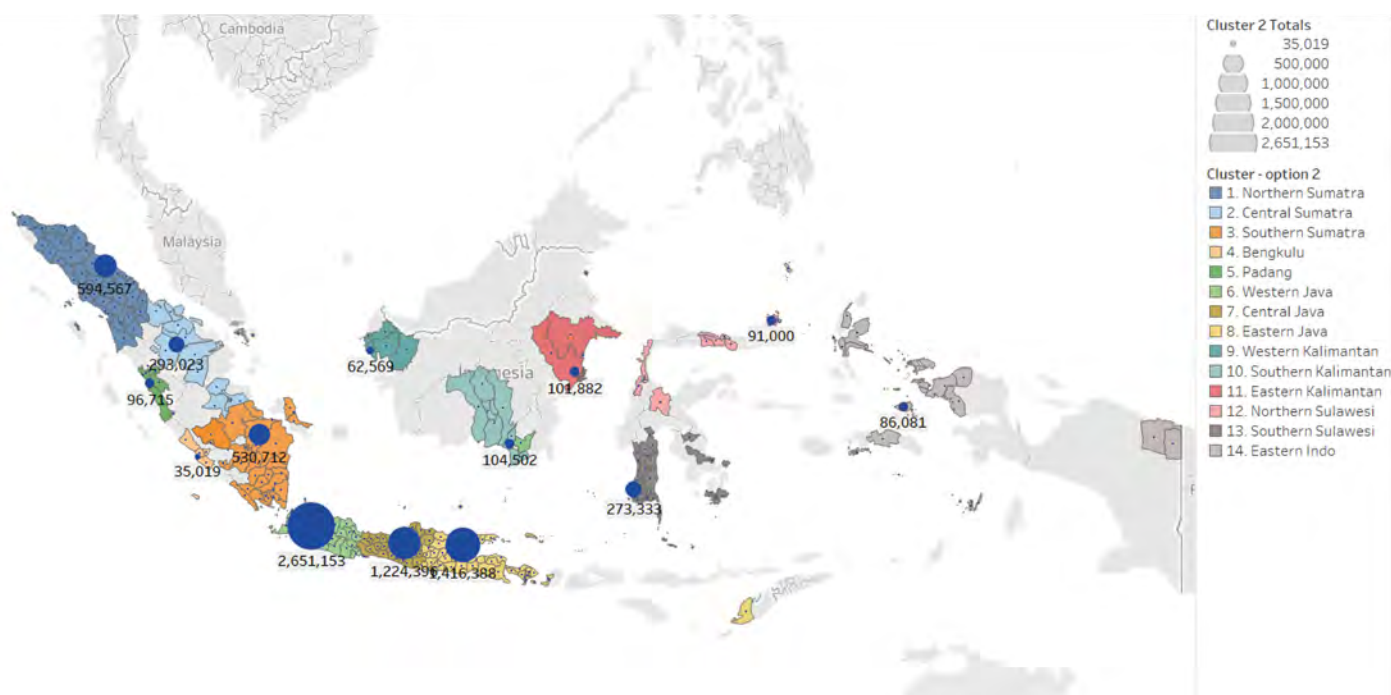 Cambodia
Malaysia
Indonesia
594,567
293,023
96,715
35,019
530,712
2,651,153
1,416,388
62,569
104,502
101,882
273,333
91,000
86,081
Cluster 2 Totals
35,019
500,000
1,000,000
1,500,000
2,000,000
2,651,153
Cluster - option 2
1. Northern Sumatra
2. Central Sumatra
3. Southern Sumatra
4. Bengkulu
5. Padang
6. Western Java
7. Central Java
8. Eastern Java
9. Western Kalimantan
10. Southern Kalimantan
11. Eastern Kalimantan
12. Northern Sulawesi
13. Southern Sulawesi
14. Eastern Indo